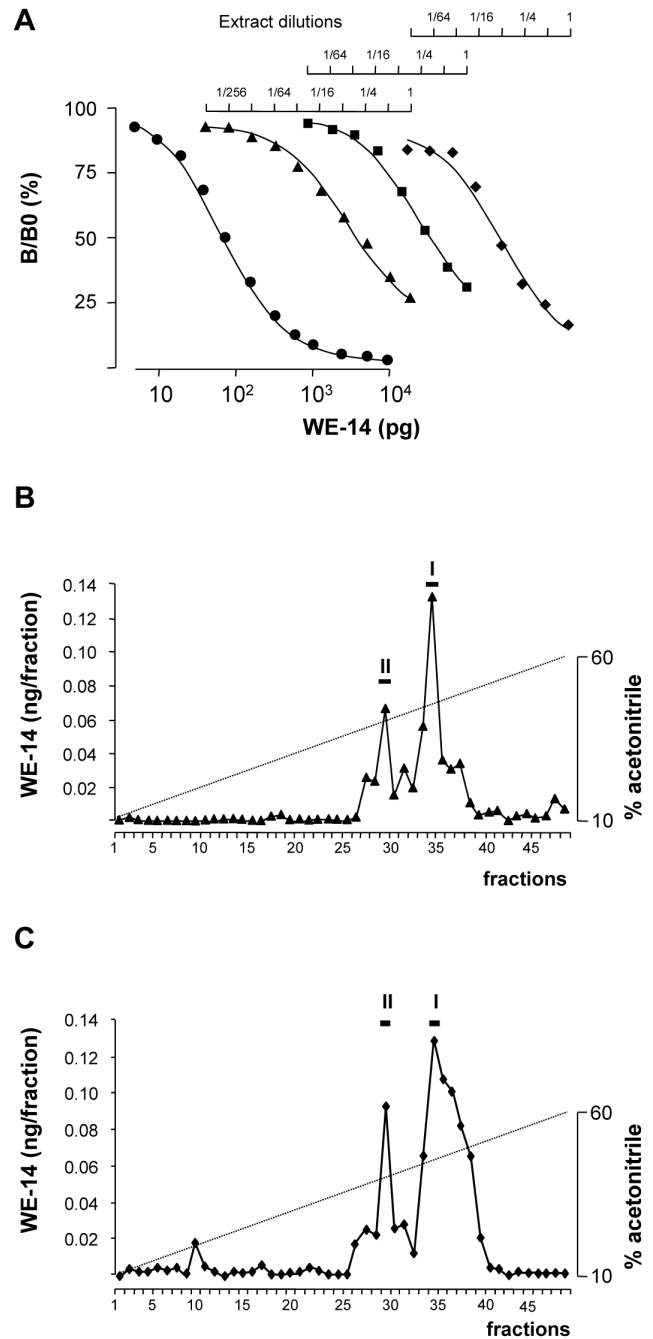 A
Extract dilutions
1/64 1/16 1/4 1
1/64 1/16 1/4 1
1/256 1/64 1/16 1/4 1
100
75
50
25
B/B0 (%)
10 10² 10³ 10⁴
WE-14 (pg)
B
I
II
0.14
0.12
0.10
0.08
0.06
0.04
0.02
WE-14 (ng/fraction)
60
10
% acetonitrile
1 5 10 15 20 25 30 35 40 45
fractions
C
II I
0.14
0.12
0.10
0.08
0.06
0.04
0.02
WE-14 (ng/fraction)
60
10
% acetonitrile
1 5 10 15 20 25 30 35 40 45
fractions